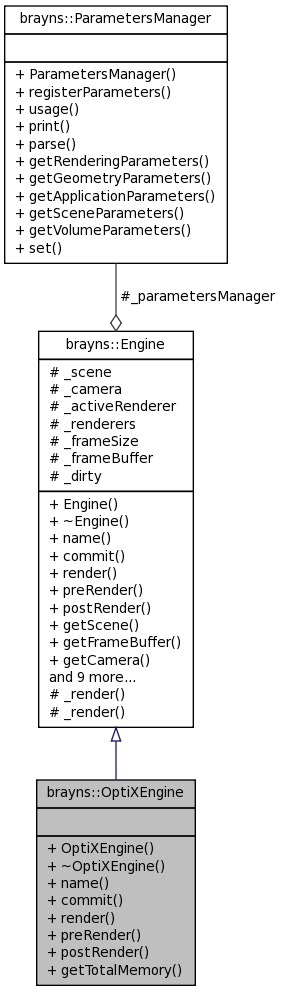 brayns::ParametersManager
+ ParametersManager()
+ registerParameters()
+ usage()
+ print()
+ parse()
+ getRenderingParameters()
+ getGeometryParameters()
+ getApplicationParameters()
+ getSceneParameters()
+ getVolumeParameters()
+ set()
#_parametersManager
brayns::Engine
# _scene
# _camera
# _activeRenderer
# _renderers
# _frameSize
# _frameBuffer
# _dirty
+ Engine()
+ ~Engine()
+ name()
+ commit()
+ render()
+ preRender()
+ postRender()
+ getScene()
+ getFrameBuffer()
+ getCamera()
and 9 more...
# _render()
# _render()
brayns::OptiXEngine
+ OptiXEngine()
+ ~OptiXEngine()
+ name()
+ commit()
+ render()
+ preRender()
+ postRender()
+ getTotalMemory()